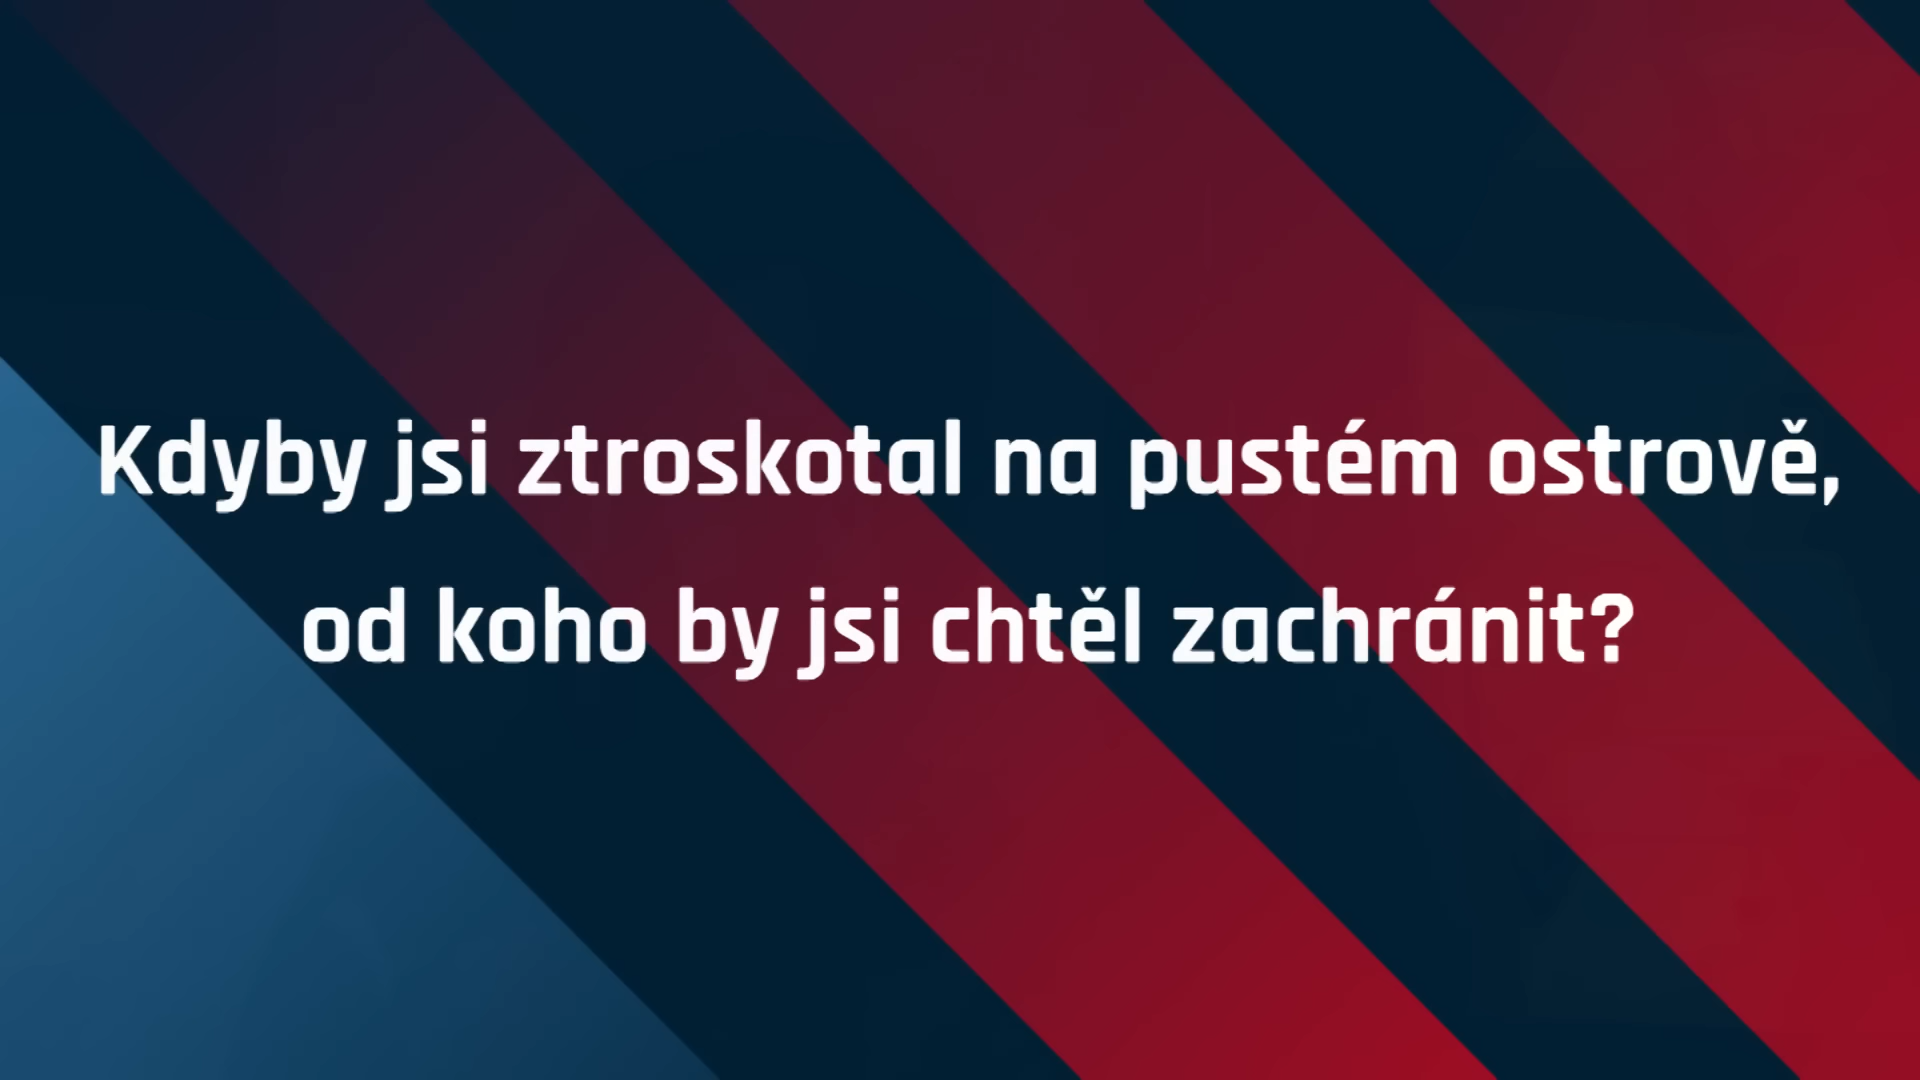 Kdyby jsi ztroskotal na pustém ostrově,
od koho by jsi chtěl zachránit?